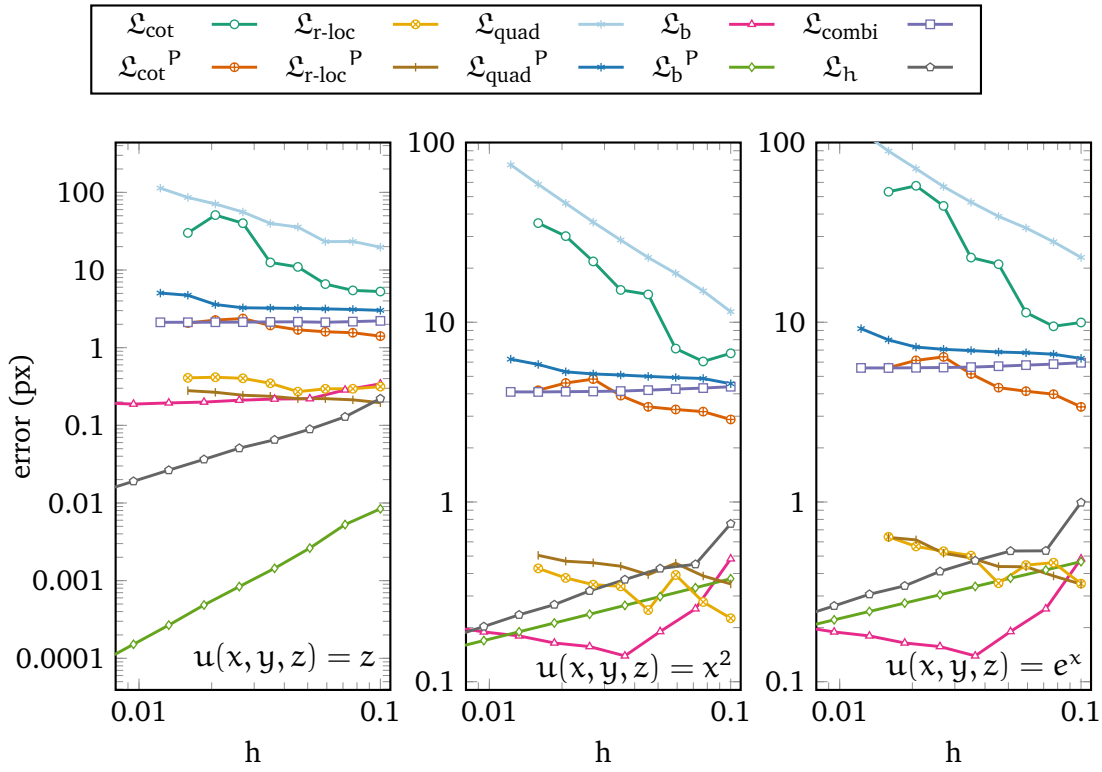 𝔏cot 𝔏r-loc 𝔏quad 𝔏b 𝔏combi
𝔏cot^P 𝔏r-loc^P 𝔏quad^P 𝔏b^P 𝔏h
error (px)
100
10
1
0.1
0.01
0.001
0.0001
u(x, y, z) = z
0.01 0.1
h
100
10
1
0.1
u(x, y, z) = x²
0.01 0.1
h
100
10
1
0.1
u(x, y, z) = eˣ
0.01 0.1
h